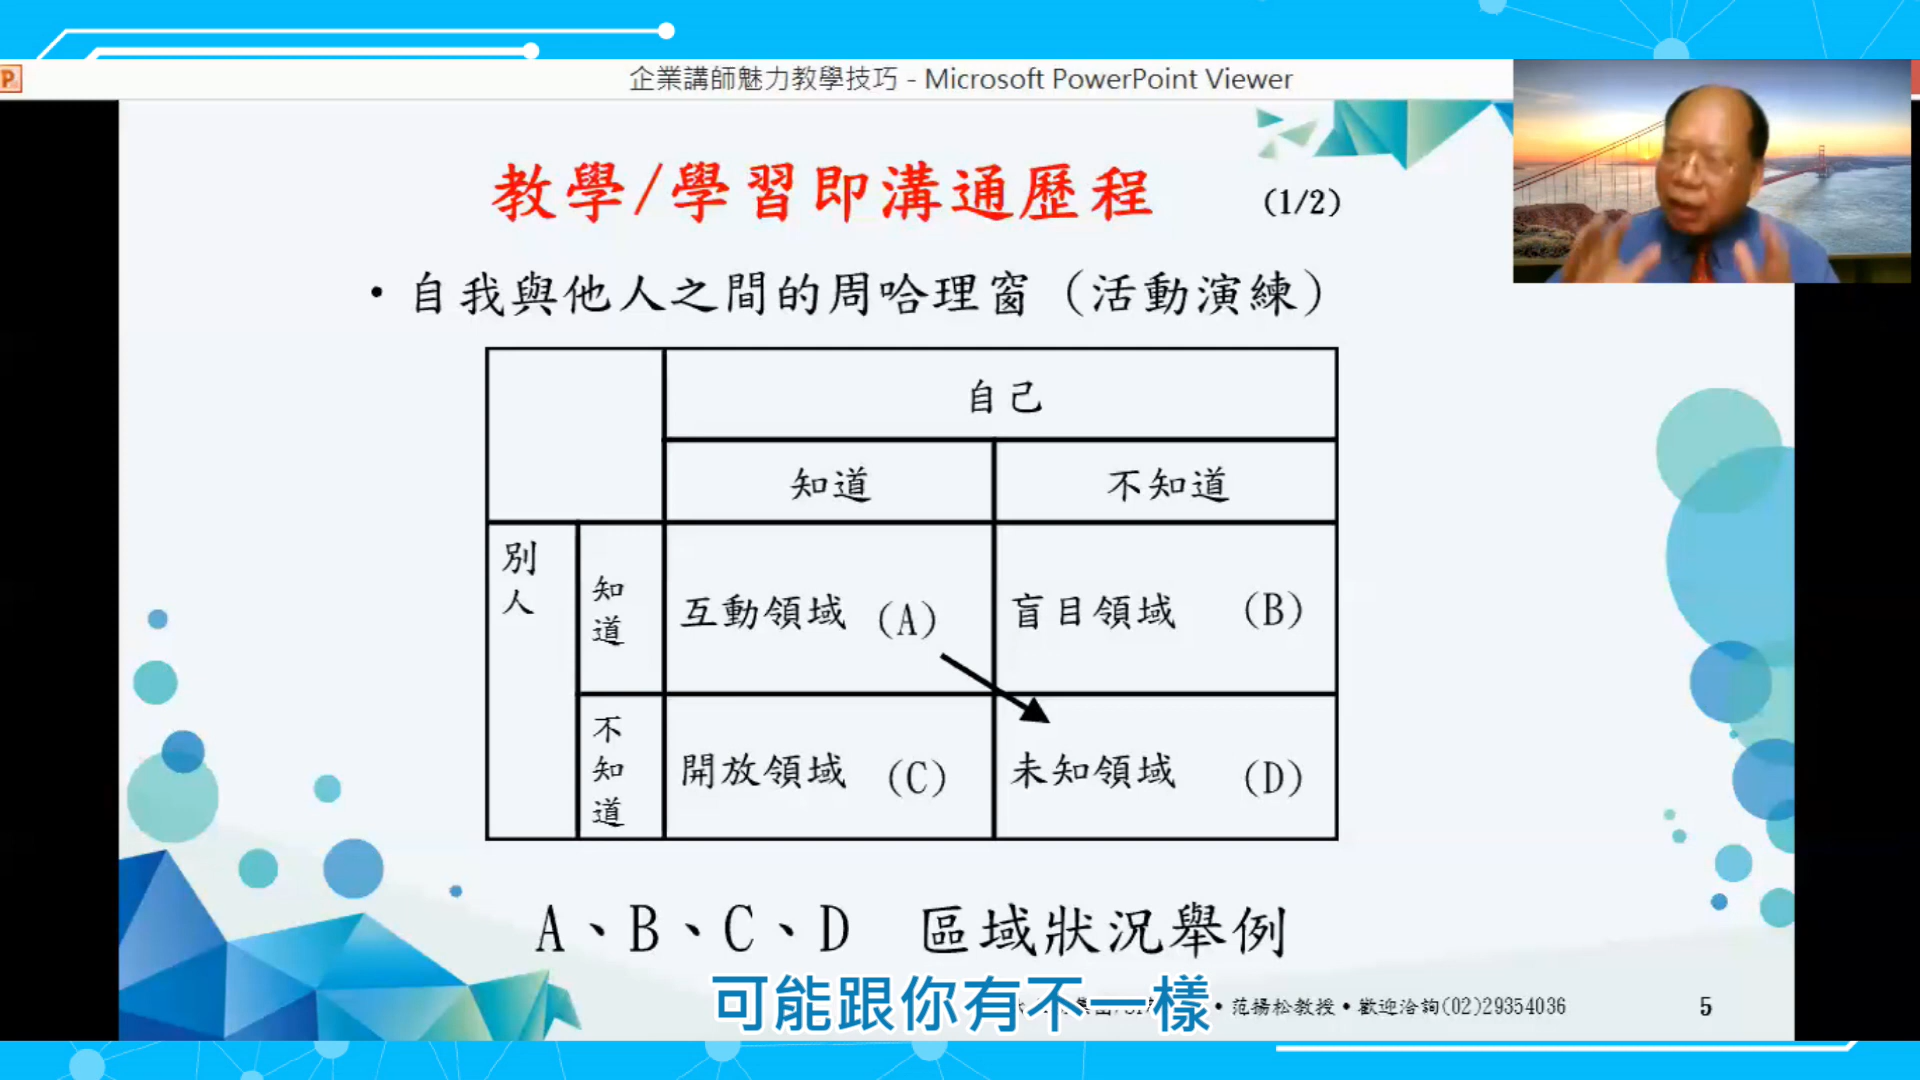 企業講師魅力教學技巧 - Microsoft PowerPoint Viewer
教學/學習即溝通歷程 (1/2)
• 自我與他人之間的周哈理窗（活動演練）
自己
知道 不知道
別人
知道
互動領域 (A) 盲目領域 (B)
不知道
開放領域 (C) 未知領域 (D)
A、B、C、D 區域狀況舉例
可能跟你有不一樣
• 范揚松教授 • 歡迎洽詢(02)29354036
5